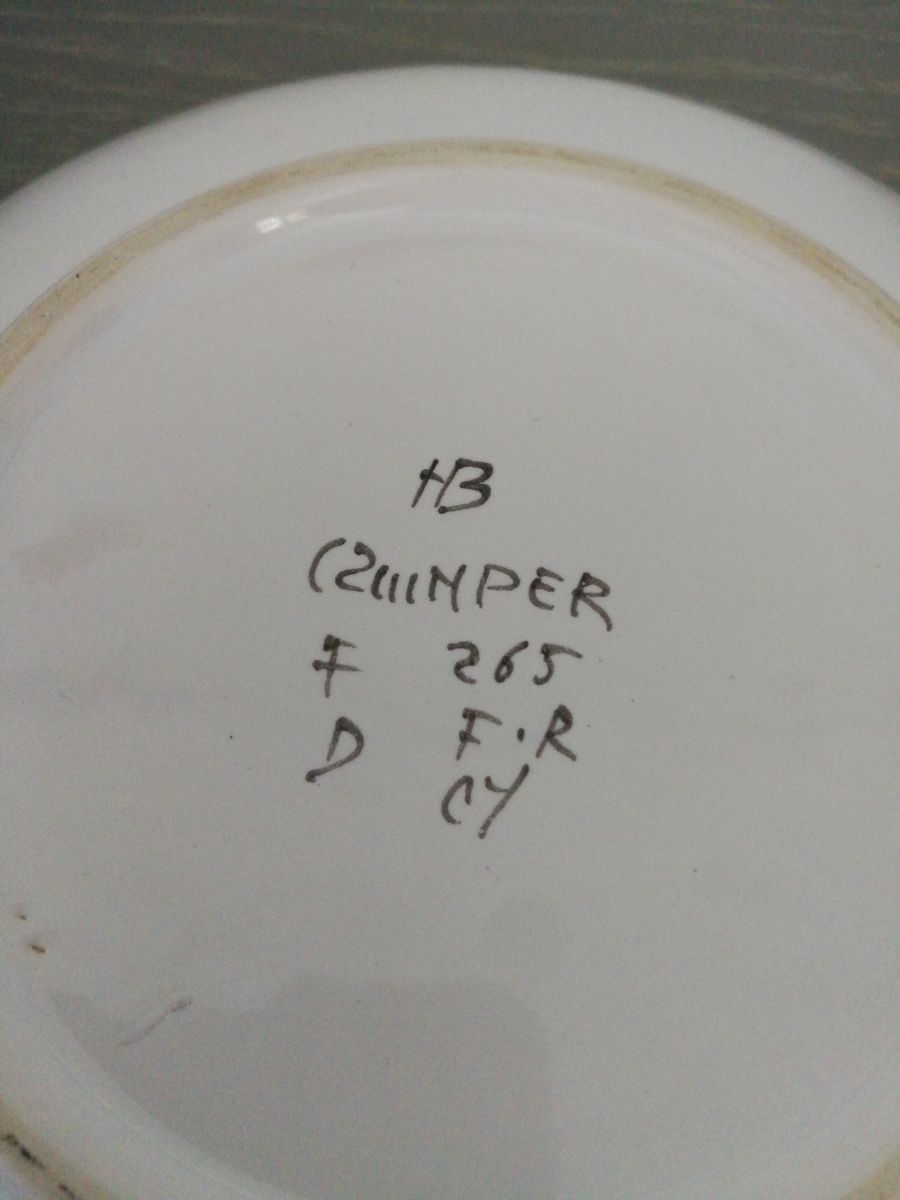 HB
QUIMPER
F 265
D F.R
CY